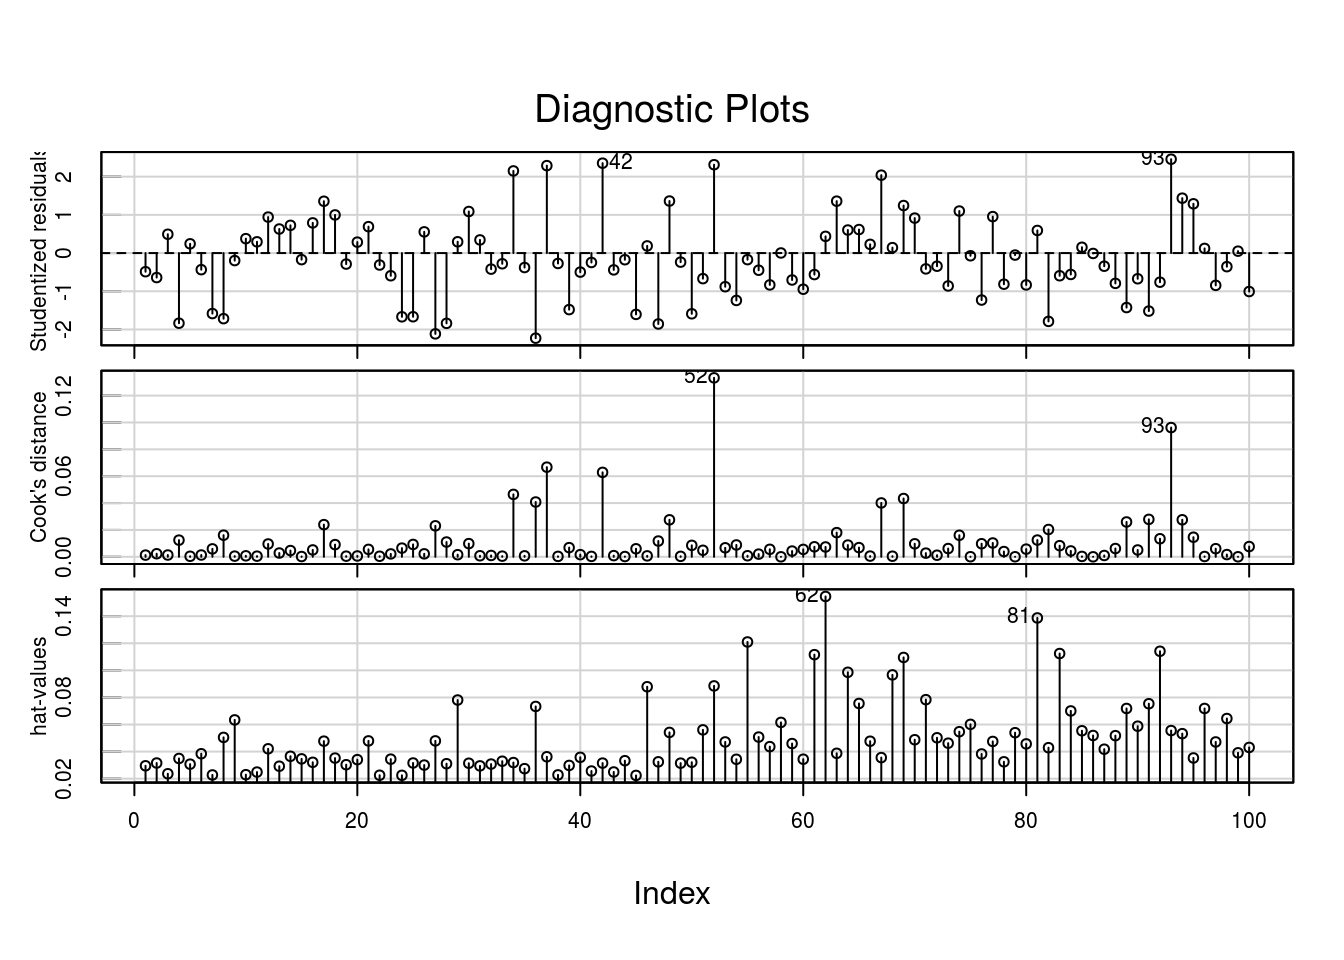 Diagnostic Plots
Studentized residuals
2
1
0
-1
-2
42
93
Cook's distance
0.12
0.06
0.00
52
93
hat-values
0.14
0.08
0.02
62
81
0 20 40 60 80 100
Index